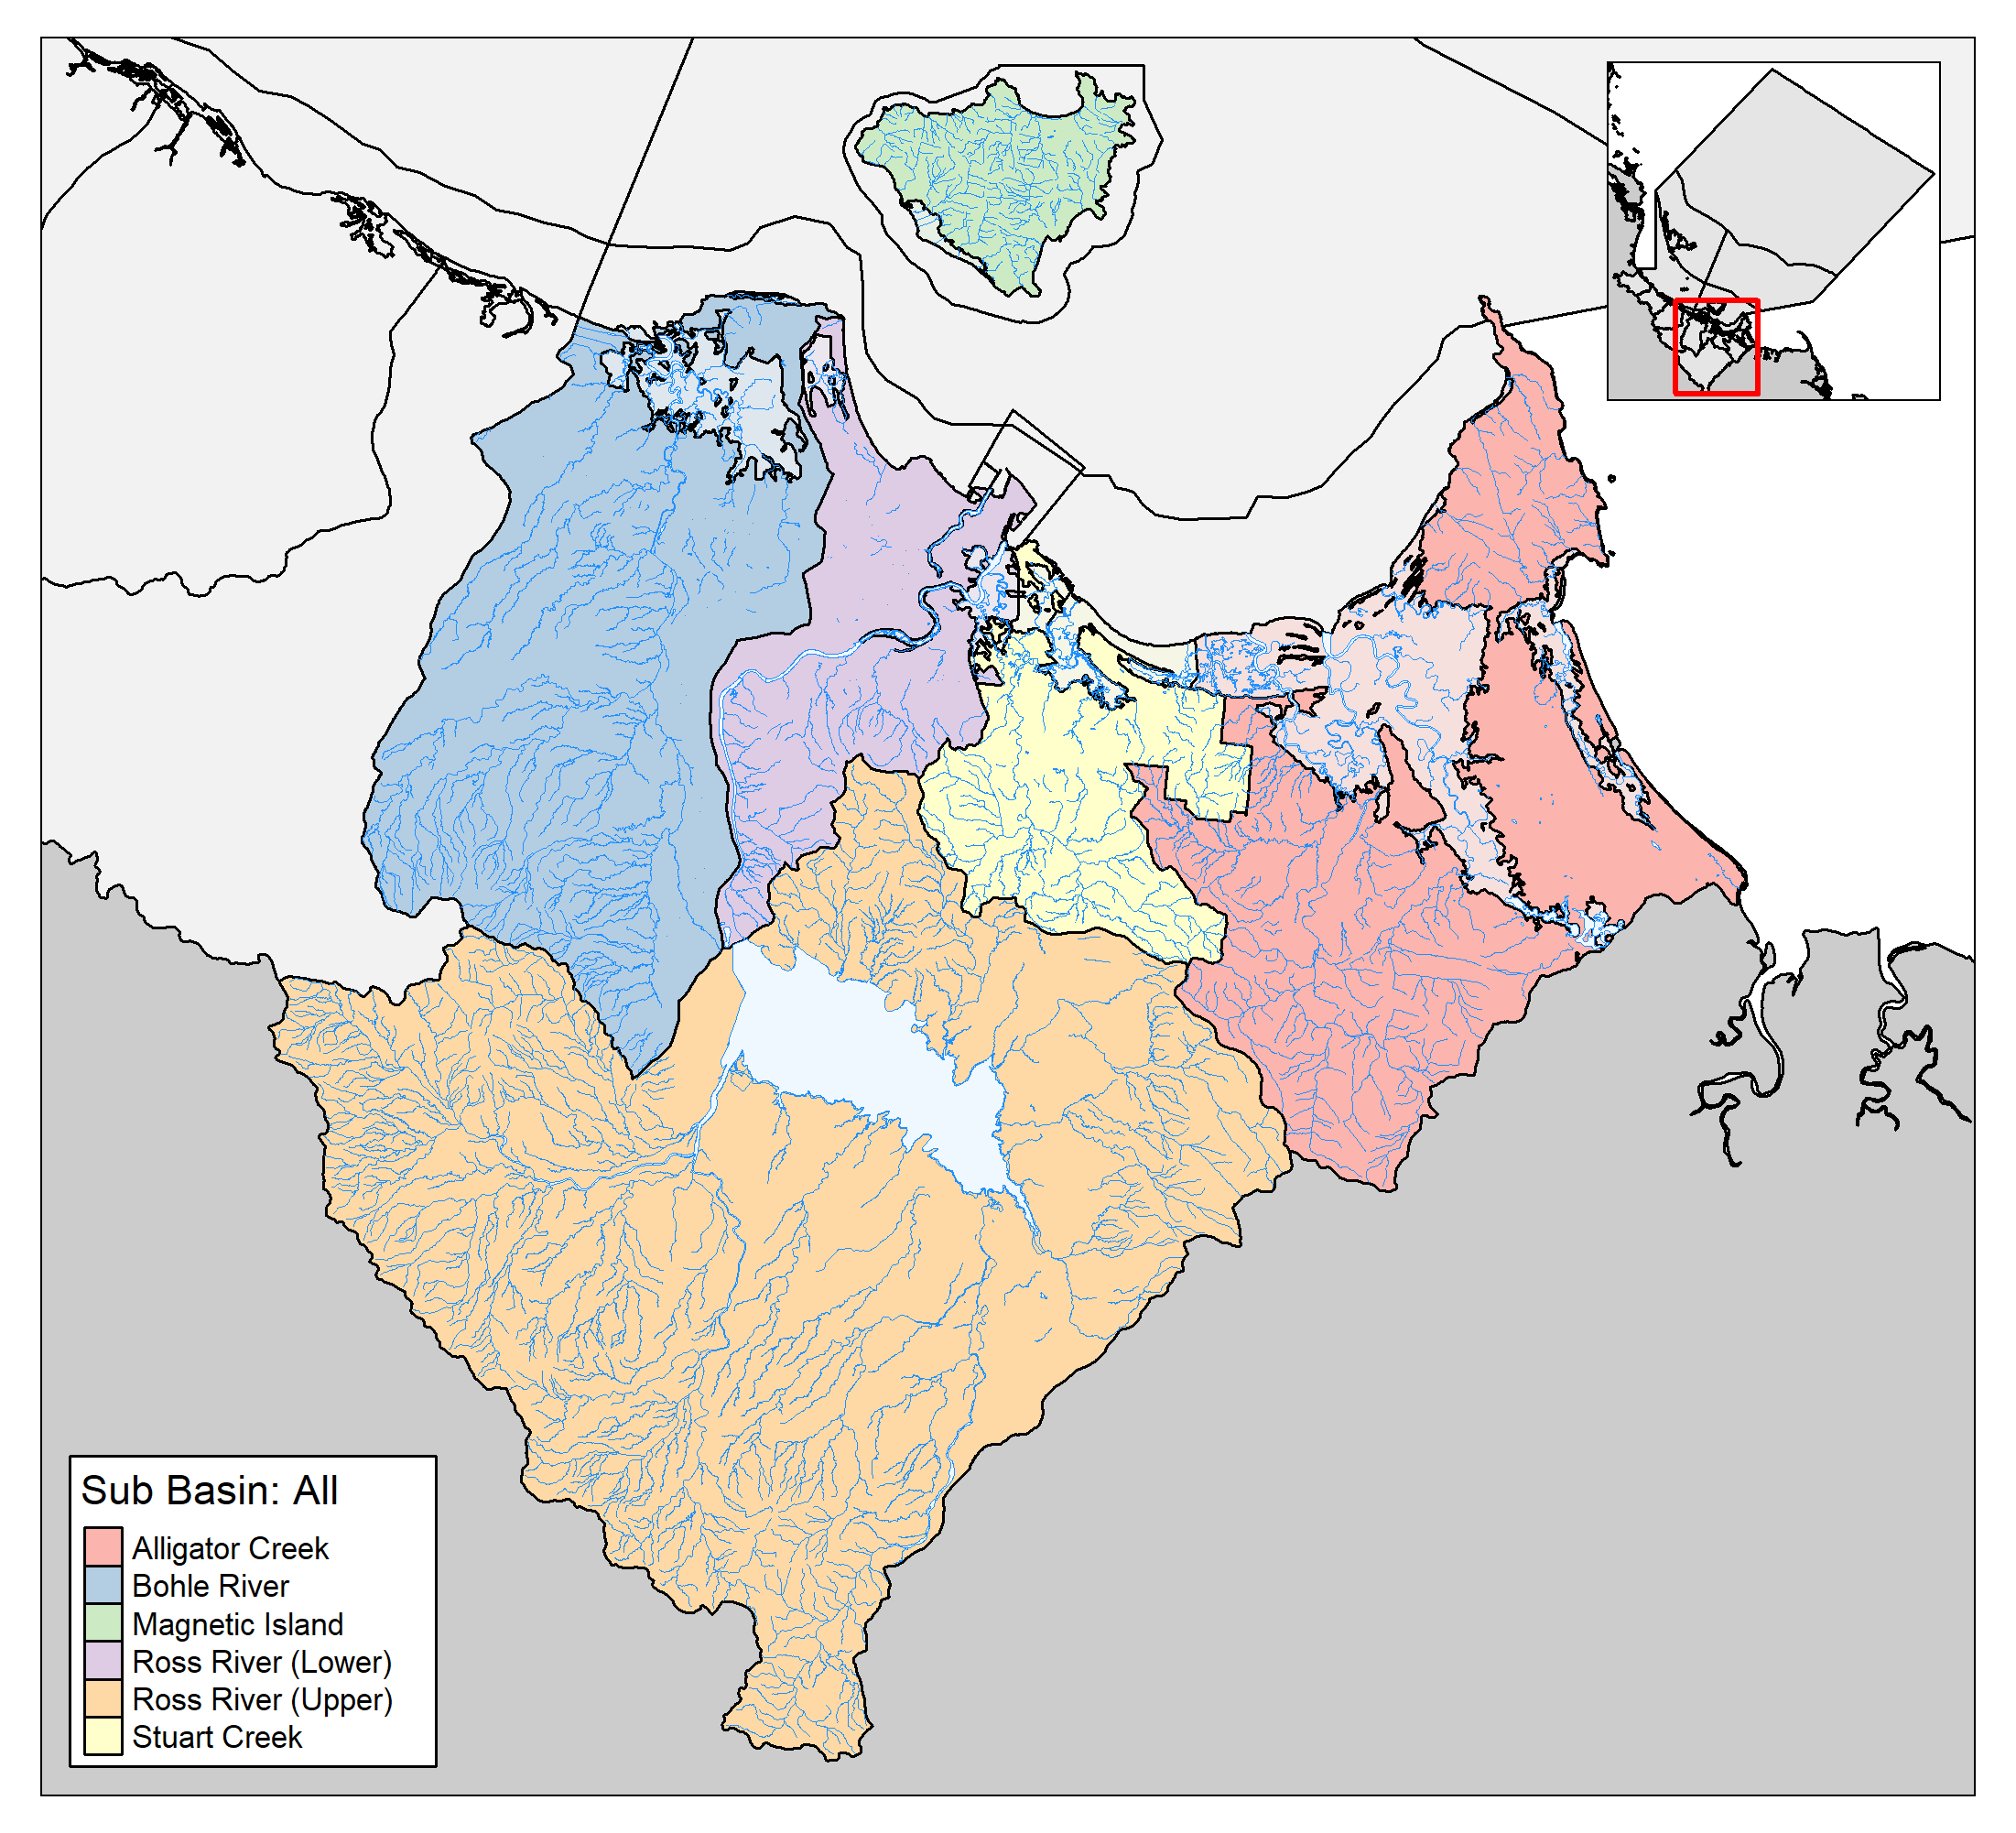 Sub Basin: All
Alligator Creek
Bohle River
Magnetic Island
Ross River (Lower)
Ross River (Upper)
Stuart Creek